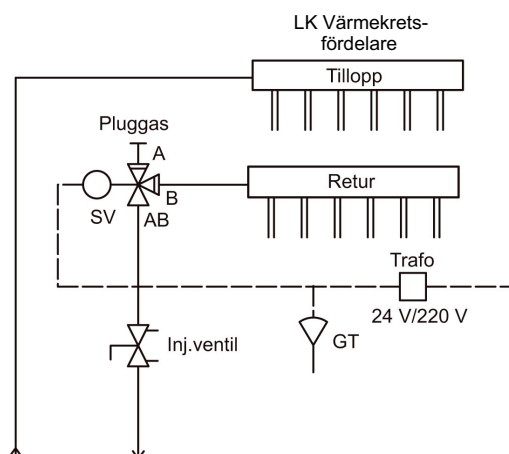 LK Värmekrets-
fördelare
Tillopp
Pluggas
A
B
Retur
SV
AB
Trafo
24 V/220 V
Inj.ventil
GT